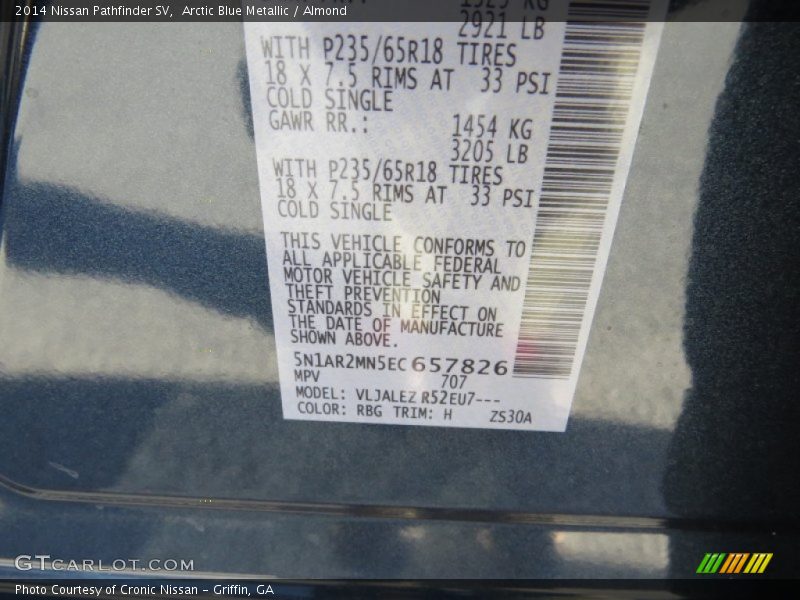 2014 Nissan Pathfinder SV, Arctic Blue Metallic / Almond
2921 LB
WITH P235/65R18 TIRES
18 X 7.5 RIMS AT 33 PSI
COLD SINGLE
GAWR RR.: 1454 KG
3205 LB
WITH P235/65R18 TIRES
18 X 7.5 RIMS AT 33 PSI
COLD SINGLE
THIS VEHICLE CONFORMS TO
ALL APPLICABLE FEDERAL
MOTOR VEHICLE SAFETY AND
THEFT PREVENTION
STANDARDS IN EFFECT ON
THE DATE OF MANUFACTURE
SHOWN ABOVE.
5N1AR2MN5EC657826
MPV 707
MODEL: VLJALEZ R52EU7---
COLOR: RBG TRIM: H ZS30A
GTCARLOT.COM
Photo Courtesy of Cronic Nissan – Griffin, GA